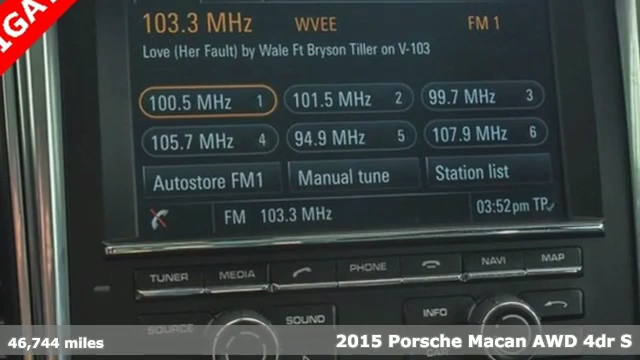 103.3 MHz WVEE FM 1
Love (Her Fault) by Wale Ft Bryson Tiller on V-103
100.5 MHz 1 101.5 MHz 2 99.7 MHz 3
105.7 MHz 4 94.9 MHz 5 107.9 MHz 6
Autostore FM1 Manual tune Station list
FM 103.3 MHz 03:52pm TP
TUNER MEDIA PHONE NAVI MAP
SOURCE SOUND INFO
CAR
46,744 miles 2015 Porsche Macan AWD 4dr S